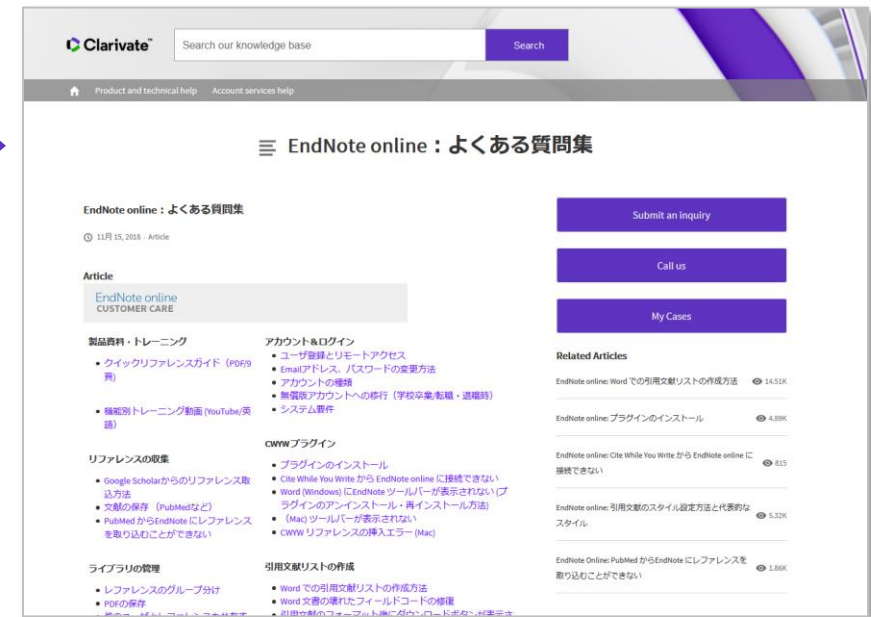 Clarivate™
Search our knowledge base
Search
Product and technical help Account services help
EndNote online：よくある質問集
EndNote online：よくある質問集
11月 15, 2018 - Article
Article
EndNote online
CUSTOMER CARE
製品資料・トレーニング
クイックリファレンスガイド（PDF/9
頁)
機能別トレーニング動画 (YouTube/英
語）
リファレンスの収集
Google Scholarからのリファレンス取
込方法
文献の保存 （PubMedなど）
PubMed からEndNote にレファレンス
を取り込むことができない
ライブラリの管理
レファレンスのグループ分け
PDFの保存
アカウント＆ログイン
ユーザ登録とリモートアクセス
Emailアドレス、パスワードの変更方法
アカウントの種類
無償版アカウントへの移行（学校卒業/転職・退職時）
システム要件
CWYW プラグイン
プラグインのインストール
Cite While You Write から EndNote online に接続できない
Word (Windows) にEndNote ツールバーが表示されない (プ
ラグインのアンインストール・再インストール方法)
（Mac) ツールバーが表示されない
CWYW リファレンスの挿入エラー (Mac)
引用文献リストの作成
Word での引用文献リストの作成方法
Word 文書の壊れたフィールドコードの修復
Submit an inquiry
Call us
My Cases
Related Articles
EndNote online: Word での引用文献リストの作成方法 14.51K
EndNote online: プラグインのインストール 4.99K
EndNote online: Cite While You Write から EndNote online に
接続できない 815
EndNote online: 引用文献のスタイル設定方法と代表的な
スタイル 5.32K
EndNote Online: PubMed からEndNote にレファレンスを
取り込むことができない 1.86K